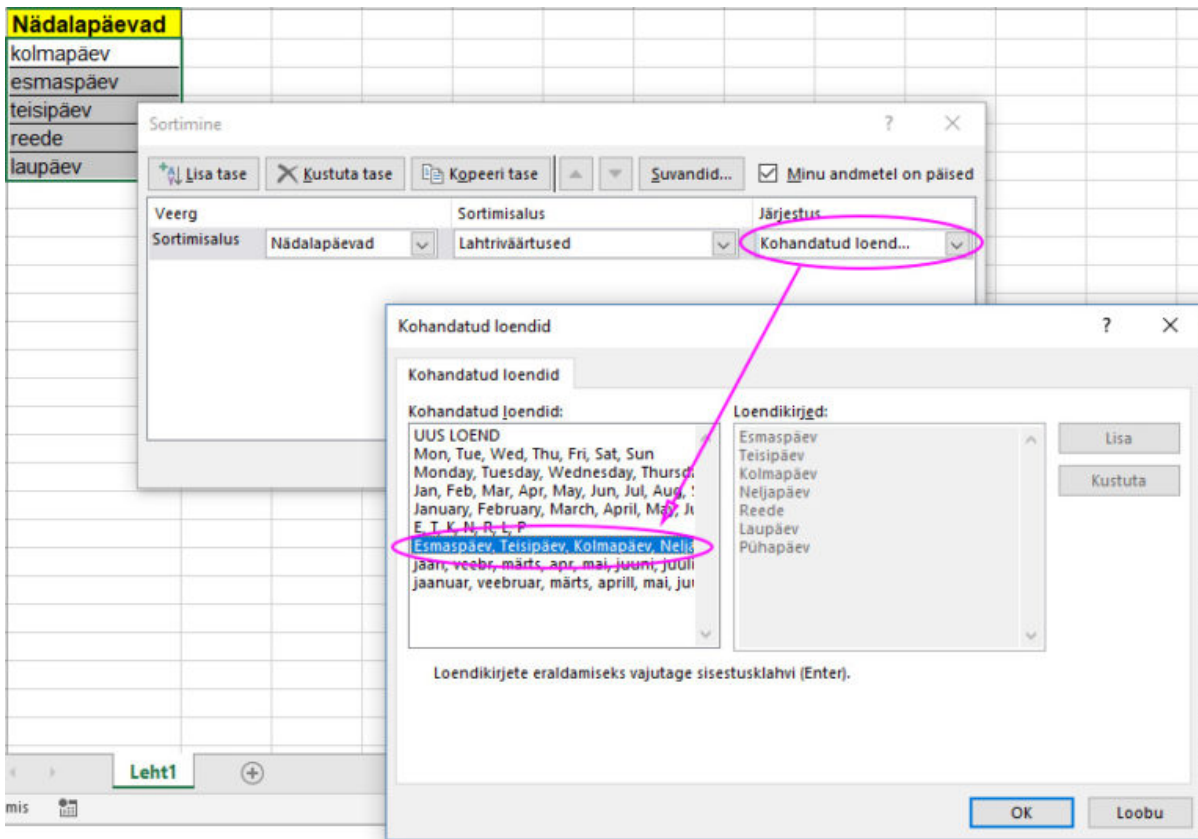 Nädalapäevad
kolmapäev
esmaspäev
teisipäev
reede
laupäev
Sortimine
Lisa tase Kustuta tase Kopeeri tase Suvandid... Minu andmetel on päised
Veerg Sortimisalus Järjestus
Sortimisalus Nädalapäevad Lahtriväärtused Kohandatud loend...
Kohandatud loendid
Kohandatud loendid
Kohandatud loendid: Loendikirjed:
UUS LOEND
Mon, Tue, Wed, Thu, Fri, Sat, Sun
Monday, Tuesday, Wednesday, Thursd
Jan, Feb, Mar, Apr, May, Jun, Jul, Aug,
January, February, March, April, May, Ju
E, T, K, N, R, L, P
Esmaspäev, Teisipäev, Kolmapäev, Nelja
jaan, veebr, märts, apr, mai, juuni, juuli
jaanuar, veebruar, märts, aprill, mai, juu
Esmaspäev
Teisipäev
Kolmapäev
Neljapäev
Reede
Laupäev
Pühapäev
Lisa
Kustuta
Loendikirjete eraldamiseks vajutage sisestusklahvi (Enter).
Leht1
mis
OK Loobu